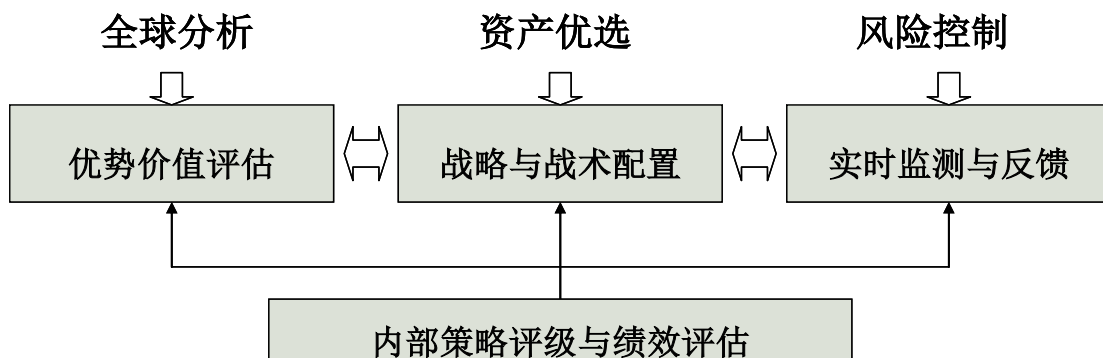 全球分析 资产优选 风险控制
优势价值评估 战略与战术配置 实时监测与反馈
内部策略评级与绩效评估